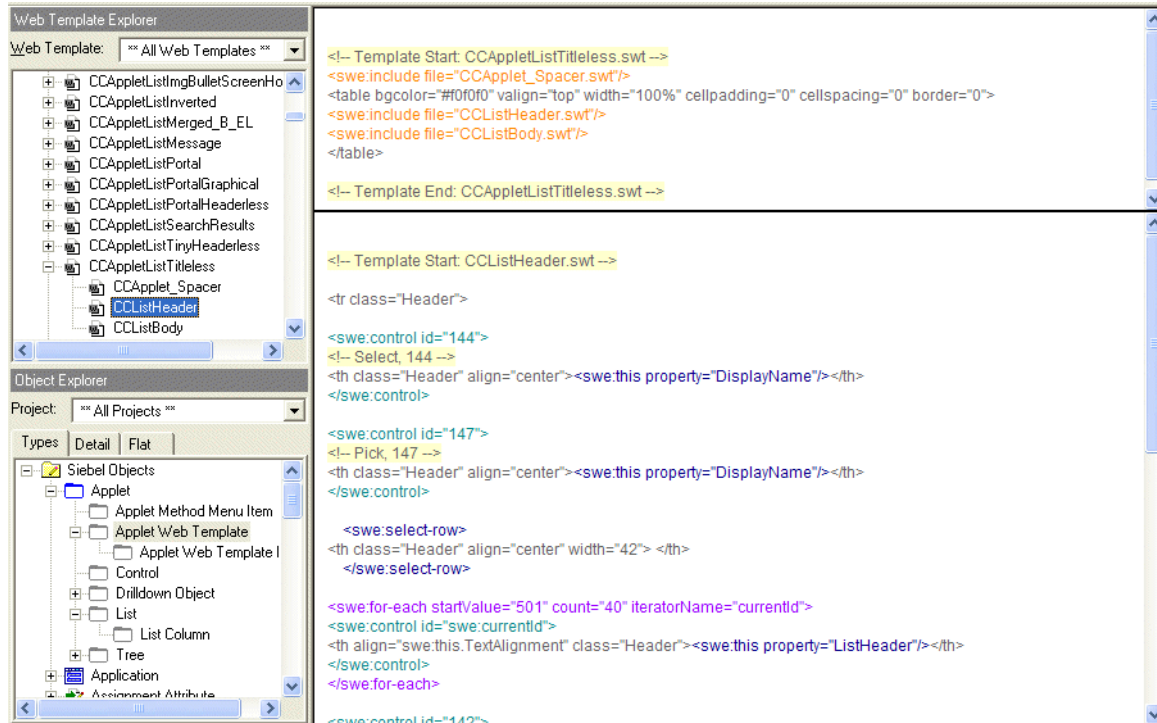 Web Template Explorer
Web Template: ** All Web Templates **
CCAppletListImgBulletScreenHo
CCAppletListInverted
CCAppletListMerged_B_EL
CCAppletListMessage
CCAppletListPortal
CCAppletListPortalGraphical
CCAppletListPortalHeaderless
CCAppletListSearchResults
CCAppletListTinyHeaderless
CCAppletListTitleless
CCApplet_Spacer
CCListHeader
CCListBody
Object Explorer
Project: ** All Projects **
Types Detail Flat
Siebel Objects
Applet
Applet Method Menu Item
Applet Web Template
Applet Web Template I
Control
Drilldown Object
List
List Column
Tree
Application
Assignment Attribute
<!-- Template Start: CCAppletListTitleless.swt -->
<swe:include file="CCApplet_Spacer.swt"/>
<table bgcolor="#f0f0f0" valign="top" width="100%" cellpadding="0" cellspacing="0" border="0">
<swe:include file="CCListHeader.swt"/>
<swe:include file="CCListBody.swt"/>
</table>
<!-- Template End: CCAppletListTitleless.swt -->
<!-- Template Start: CCListHeader.swt -->
<tr class="Header">
<swe:control id="144">
<!-- Select, 144 -->
<th class="Header" align="center"><swe:this property="DisplayName"/></th>
</swe:control>
<swe:control id="147">
<!-- Pick, 147 -->
<th class="Header" align="center"><swe:this property="DisplayName"/></th>
</swe:control>
<swe:select-row>
<th class="Header" align="center" width="42"> </th>
</swe:select-row>
<swe:for-each startValue="501" count="40" iteratorName="currentId">
<swe:control id="swe:currentId">
<th align="swe:this.TextAlignment" class="Header"><swe:this property="ListHeader"/></th>
</swe:control>
</swe:for-each>
<swe:control id="142">